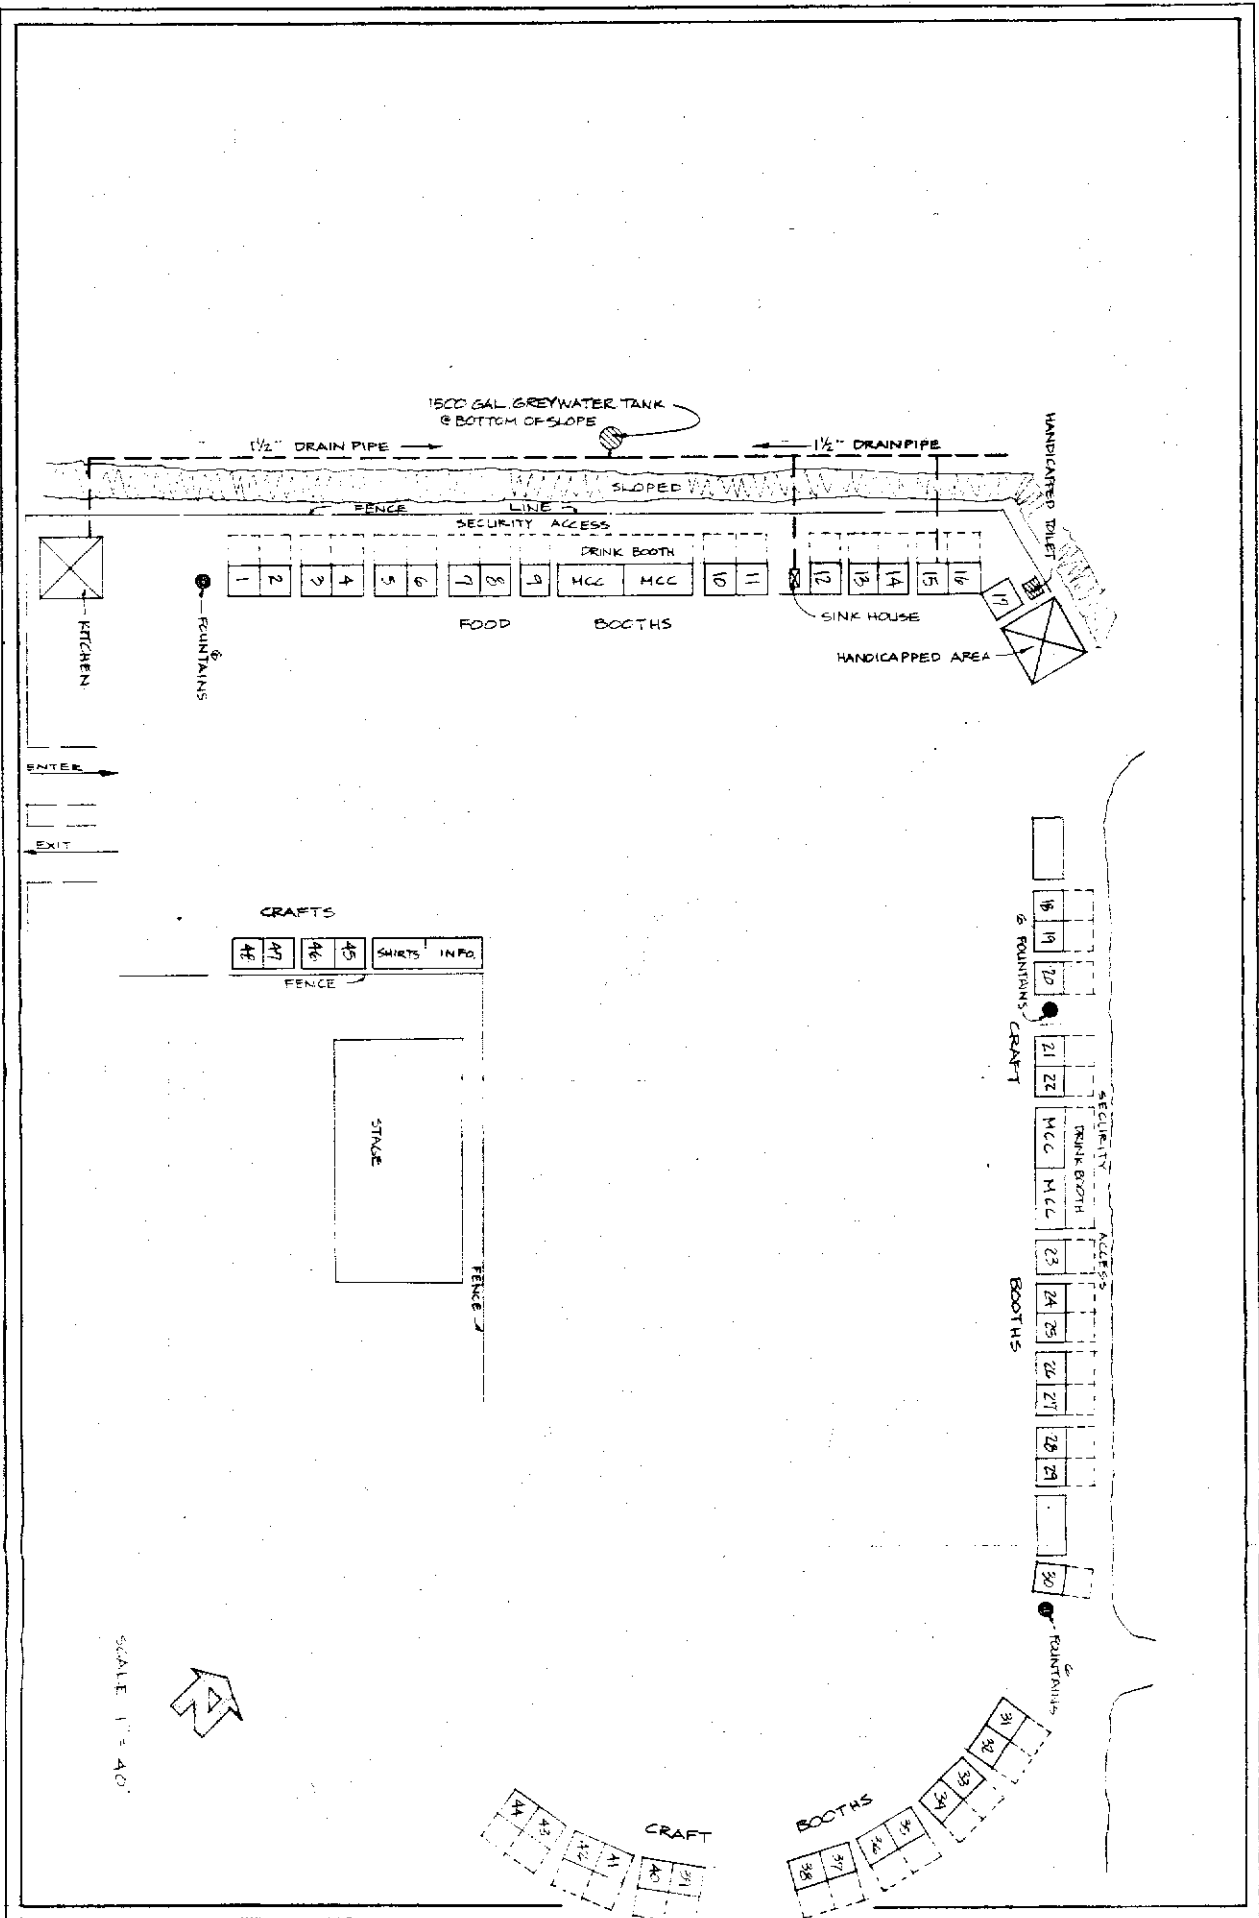 1500 GAL. GREYWATER TANK
@ BOTTOM OF SLOPE
1½" DRAIN PIPE
1½" DRAINPIPE
HANDICAPPED TOILET
SLOPED
FENCE LINE
SECURITY ACCESS
DRINK BOOTH
1 2 3 4 5 6 7 8 9 MCC MCC 10 11 12 13 14 15 16 17
FOOD BOOTHS
SINK HOUSE
HANDICAPPED AREA
KITCHEN
6 FOUNTAINS
ENTER
EXIT
CRAFTS
48 47 46 45 SHIRTS INFO.
FENCE
STAGE
FENCE
18
19
20
6 FOUNTAINS
21
22
MCC
MCC
DRINK BOOTH
SECURITY ACCESS
CRAFT BOOTHS
23
24
25
26
27
28
29
30
6 FOUNTAINS
31
32
33
34
35
36
37
38
BOOTHS
CRAFT
39
40
41
42
43
44
SCALE 1" = 40'